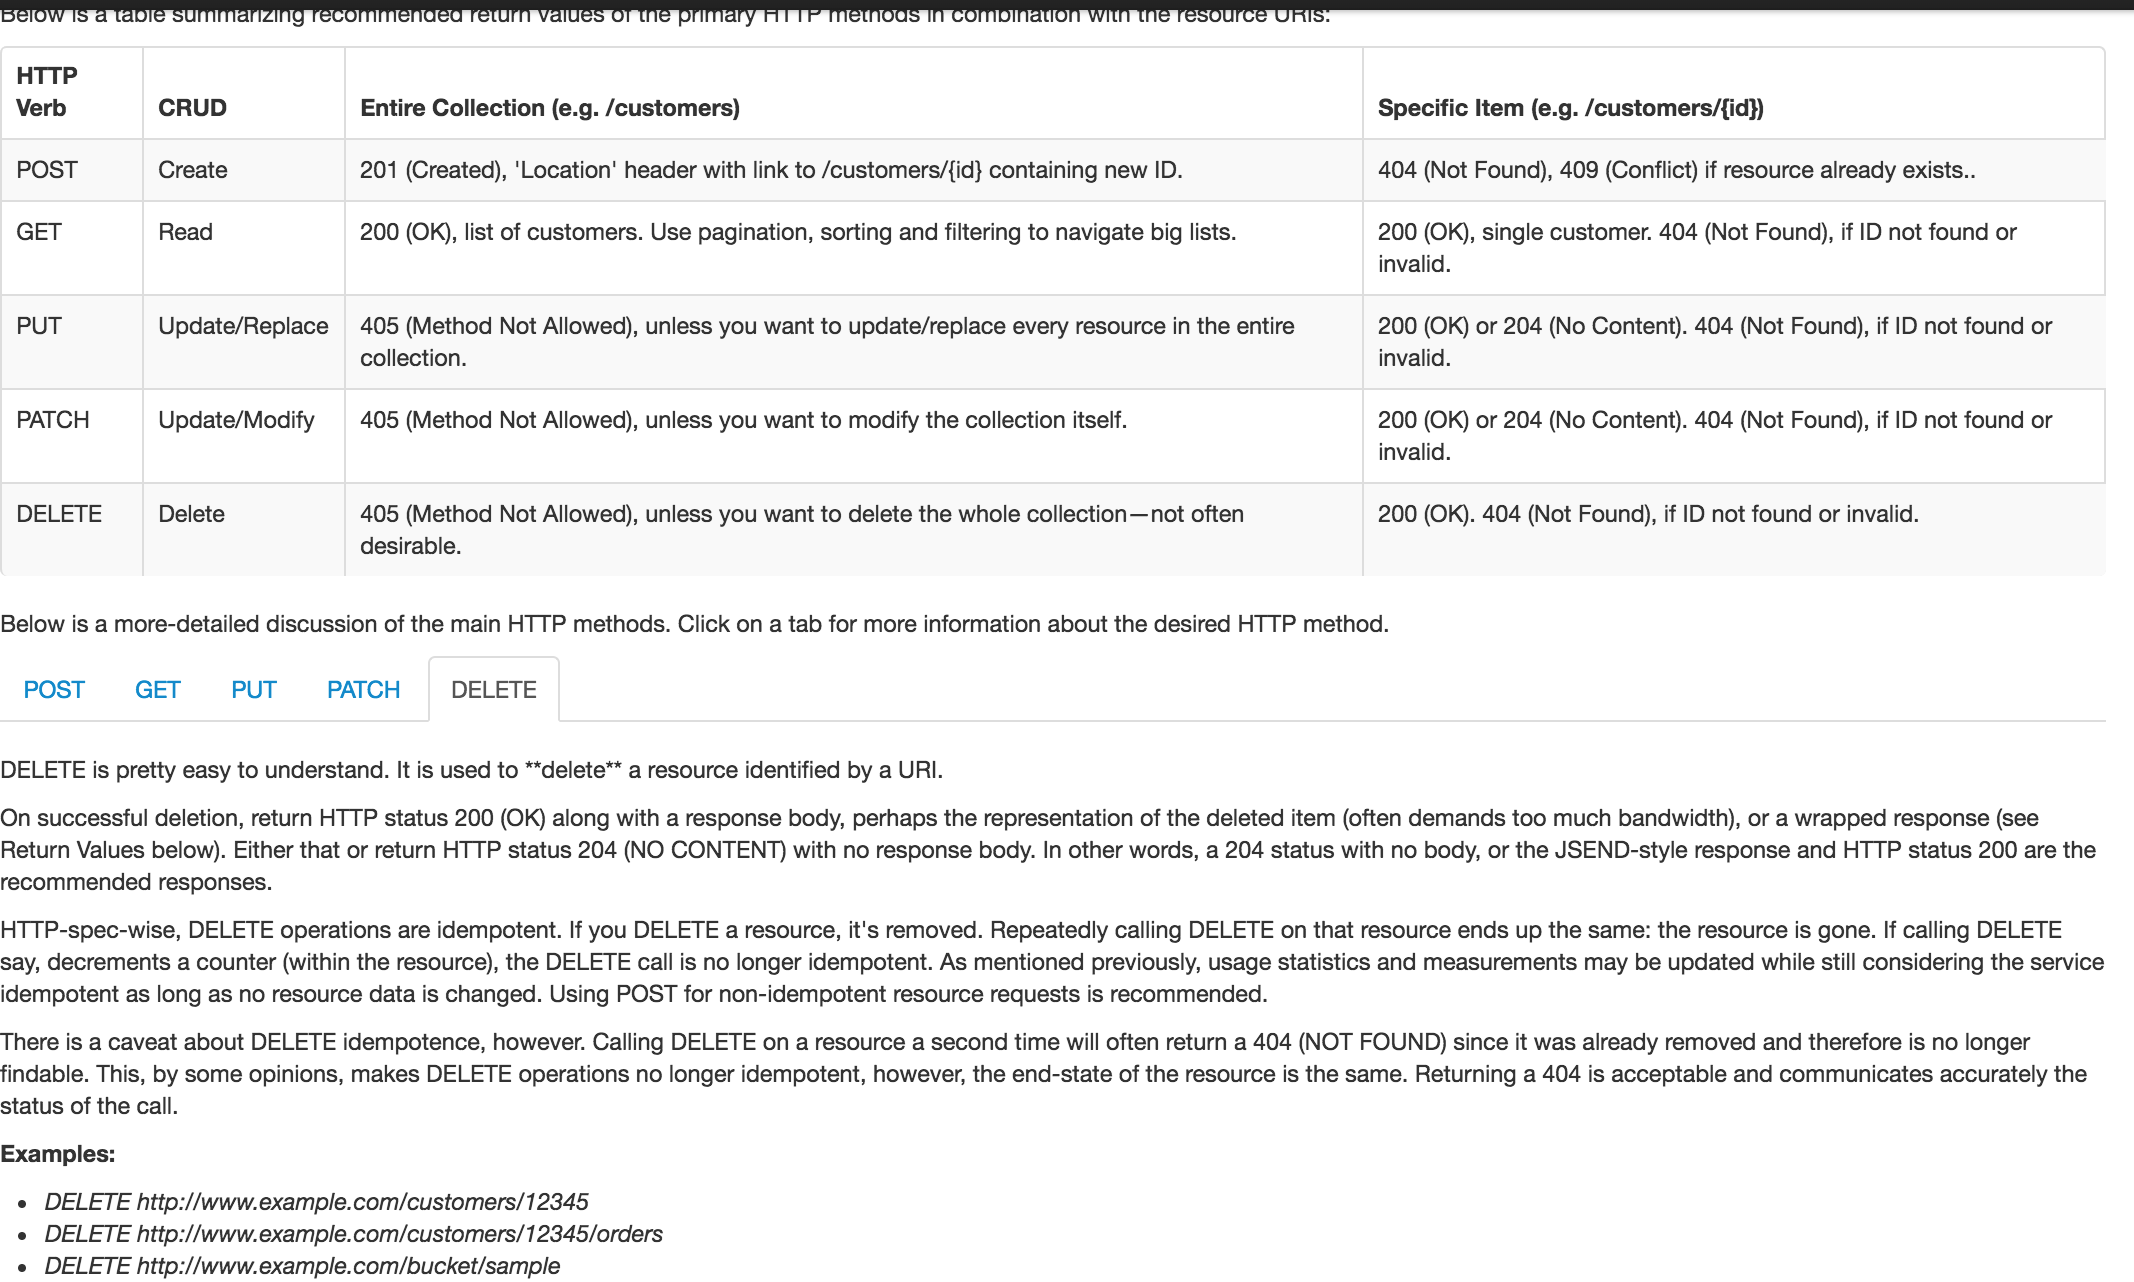 Below is a table summarizing recommended return values of the primary HTTP methods in combination with the resource URIs:
HTTP
Verb
CRUD
Entire Collection (e.g. /customers)
Specific Item (e.g. /customers/{id})
POST
Create
201 (Created), 'Location' header with link to /customers/{id} containing new ID.
404 (Not Found), 409 (Conflict) if resource already exists..
GET
Read
200 (OK), list of customers. Use pagination, sorting and filtering to navigate big lists.
200 (OK), single customer. 404 (Not Found), if ID not found or
invalid.
PUT
Update/Replace
405 (Method Not Allowed), unless you want to update/replace every resource in the entire
collection.
200 (OK) or 204 (No Content). 404 (Not Found), if ID not found or
invalid.
PATCH
Update/Modify
405 (Method Not Allowed), unless you want to modify the collection itself.
200 (OK) or 204 (No Content). 404 (Not Found), if ID not found or
invalid.
DELETE
Delete
405 (Method Not Allowed), unless you want to delete the whole collection—not often
desirable.
200 (OK). 404 (Not Found), if ID not found or invalid.
Below is a more-detailed discussion of the main HTTP methods. Click on a tab for more information about the desired HTTP method.
POST GET PUT PATCH DELETE
DELETE is pretty easy to understand. It is used to **delete** a resource identified by a URI.
On successful deletion, return HTTP status 200 (OK) along with a response body, perhaps the representation of the deleted item (often demands too much bandwidth), or a wrapped response (see
Return Values below). Either that or return HTTP status 204 (NO CONTENT) with no response body. In other words, a 204 status with no body, or the JSEND-style response and HTTP status 200 are the
recommended responses.
HTTP-spec-wise, DELETE operations are idempotent. If you DELETE a resource, it's removed. Repeatedly calling DELETE on that resource ends up the same: the resource is gone. If calling DELETE
say, decrements a counter (within the resource), the DELETE call is no longer idempotent. As mentioned previously, usage statistics and measurements may be updated while still considering the service
idempotent as long as no resource data is changed. Using POST for non-idempotent resource requests is recommended.
There is a caveat about DELETE idempotence, however. Calling DELETE on a resource a second time will often return a 404 (NOT FOUND) since it was already removed and therefore is no longer
findable. This, by some opinions, makes DELETE operations no longer idempotent, however, the end-state of the resource is the same. Returning a 404 is acceptable and communicates accurately the
status of the call.
Examples:
• DELETE http://www.example.com/customers/12345
• DELETE http://www.example.com/customers/12345/orders
• DELETE http://www.example.com/bucket/sample